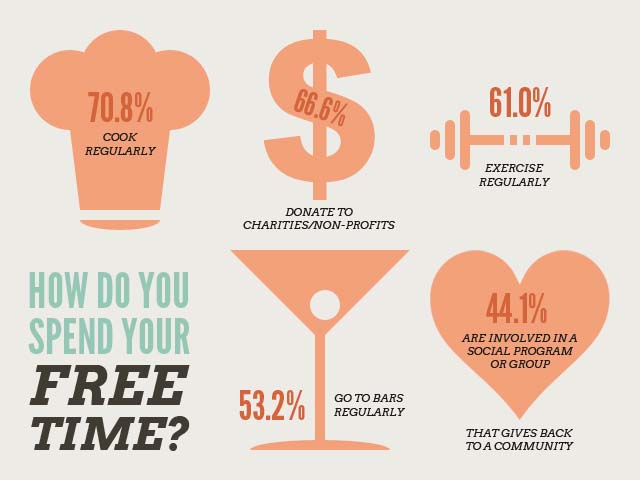 70.8%
COOK
REGULARLY
66.6%
DONATE TO
CHARITIES/NON-PROFITS
61.0%
EXERCISE
REGULARLY
HOW DO YOU
SPEND YOUR
FREE
TIME?
53.2%
GO TO BARS
REGULARLY
44.1%
ARE INVOLVED IN A
SOCIAL PROGRAM
OR GROUP
THAT GIVES BACK
TO A COMMUNITY